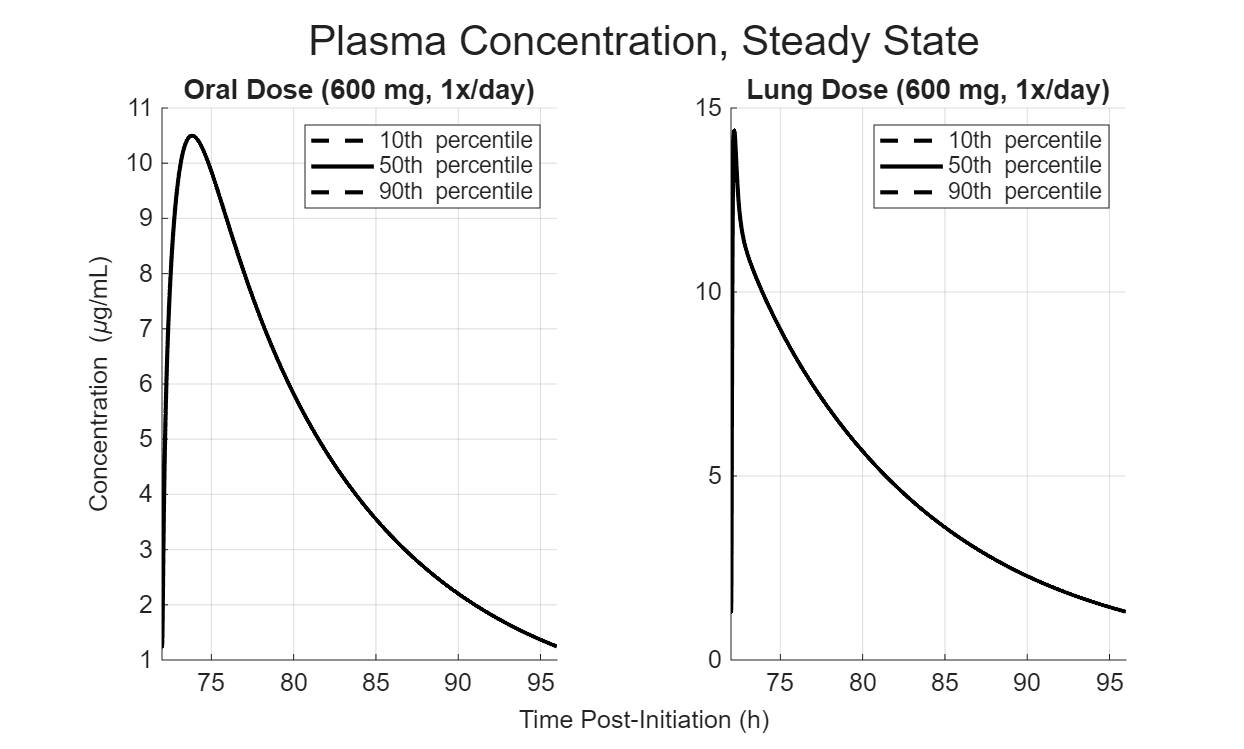 Plasma Concentration, Steady State
Oral Dose (600 mg, 1x/day)
11
10
9
8
7
6
5
4
3
2
1
75 80 85 90 95
10th percentile
50th percentile
90th percentile
Concentration (µg/mL)
Lung Dose (600 mg, 1x/day)
15
10
5
0
75 80 85 90 95
10th percentile
50th percentile
90th percentile
Time Post-Initiation (h)